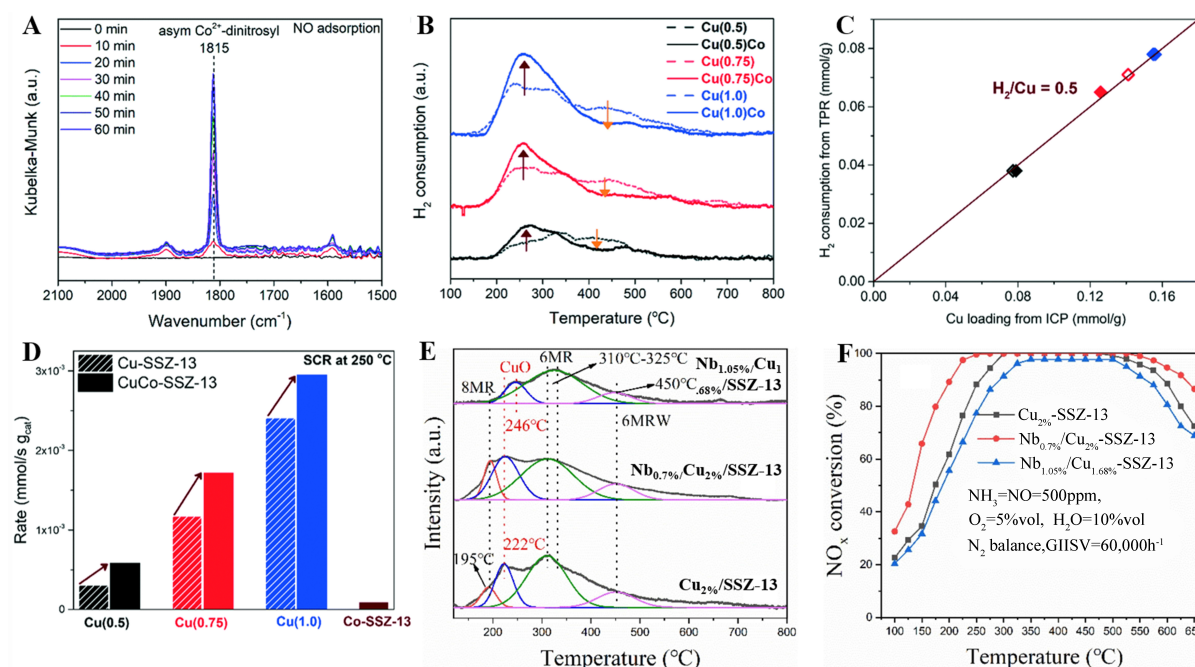 A
0 min
10 min
20 min
30 min
40 min
50 min
60 min
asym Co2+-dinitrosyl
1815
NO adsorption
Kubelka-Munk (a.u.)
2100 2000 1900 1800 1700 1600 1500
Wavenumber (cm-1)
B
Cu(0.5)
Cu(0.5)Co
Cu(0.75)
Cu(0.75)Co
Cu(1.0)
Cu(1.0)Co
H2 consumption (a.u.)
100 200 300 400 500 600 700 800
Temperature (°C)
C
H2/Cu = 0.5
H2 consumption from TPR (mmol/g)
0.08
0.06
0.04
0.02
0.00
0.00 0.04 0.08 0.12 0.16
Cu loading from ICP (mmol/g)
D
Cu-SSZ-13
CuCo-SSZ-13
SCR at 250 °C
Rate (mmol/s gcat)
3x10-3
2x10-3
1x10-3
0
Cu(0.5) Cu(0.75) Cu(1.0) Co-SSZ-13
E
8MR
CuO
6MR
310°C-325°C
Nb1.05%/Cu1
.68%/SSZ-13
450°C
6MRW
246°C
Nb0.7%/Cu2%/SSZ-13
195°C
222°C
Cu2%/SSZ-13
Intensity (a.u.)
200 300 400 500 600 700 800
Temperature (°C)
F
100
90
80
70
60
50
40
30
20
10
0
NOx conversion (%)
Cu2%-SSZ-13
Nb0.7%/Cu2%-SSZ-13
Nb1.05%/Cu1.68%-SSZ-13
NH3=NO=500ppm,
O2=5%vol, H2O=10%vol
N2 balance,GIISV=60,000h-1
100 150 200 250 300 350 400 450 500 550 600 650
Temperature (°C)